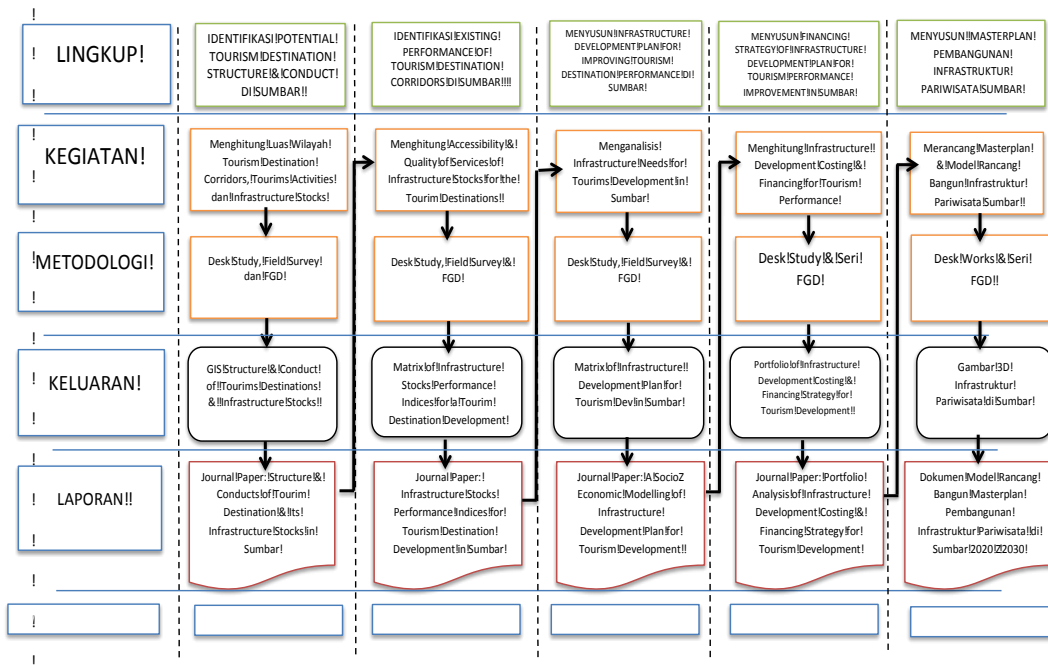 LINGKUP!
IDENTIFIKASI!POTENTIAL!
TOURISM!DESTINATION!
STRUCTURE!&!CONDUCT!
DI!SUMBAR!!
IDENTIFIKASI!EXISTING!
PERFORMANCE!OF!
TOURISM!DESTINATION!
CORRIDORS!DI!SUMBAR!!!!
MENYUSUN!INFRASTRUCTURE!
DEVELOPMENT!PLAN!FOR!
IMPROVING!TOURISM!
DESTINATION!PERFORMANCE!DI!
SUMBAR!
MENYUSUN!FINANCING!
STRATEGY!OF!INFRASTRUCTURE!
DEVELOPMENT!PLAN!FOR!
TOURISM!PERFORMANCE!
IMPROVEMENT!IN!SUMBAR!
MENYUSUN!!MASTERPLAN!
PEMBANGUNAN!
INFRASTRUKTUR!
PARIWISATA!SUMBAR!
KEGIATAN!
Menghitung!Luas!Wilayah!
Tourism!Destination!
Corridors,!Tourims!Activities!
dan!Infrastructure!Stocks!
Menghitung!Accessibility!&!
Quality!of!Services!of!
Infrastructure!Stocks!for!the!
Tourim!Destinations!!
Menganalisis!
Infrastructure!Needs!for!
Tourims!Development!in!
Sumbar!
Menghitung!Infrastructure!!
Development!Costing!&!
Financing!for!Tourism!
Performance!
Merancang!Masterplan!
&!Model!Rancang!
Bangun!Infrastruktur!
Pariwisata!Sumbar!!
METODOLOGI!
Desk!Study,!Field!Survey!
dan!FGD!
Desk!Study,!Field!Survey!&!
FGD!
Desk!Study,!Field!Survey!&!
FGD!
Desk!Study!&!Seri!
FGD!
Desk!Works!&!Seri!
FGD!!
KELUARAN!
GIS!Structure!&!Conduct!
of!!Tourims!Destinations!
&!!Infrastructure!Stocks!!
Matrix!of!Infrastructure!
Stocks!Performance!
Indices!for!a!Tourim!
Destination!Development!
Matrix!of!Infrastructure!!
Development!Plan!for!
Tourism!Dev!in!Sumbar!
Portfolio!of!Infrastructure!
Development!Costing!&!
Financing!Strategy!for!
Tourism!Development!!
Gambar!3D!
Infrastruktur!
Pariwisata!di!Sumbar!
LAPORAN!!
Journal!Paper:!Structure!&!
Conducts!of!Tourim!
Destination!&!Its!
Infrastructure!Stocks!in!
Sumbar!
Journal!Paper:!
Infrastructure!Stocks!
Performance!Indices!for!
Tourism!Destination!
Development!in!Sumbar!
Journal!Paper:!A!SocioZ
Economic!Modelling!of!
Infrastructure!
Development!Plan!for!
Tourism!Development!!
Journal!Paper:!Portfolio!
Analysis!of!Infrastructure!
Development!Costing!&!
Financing!Strategy!for!
Tourism!Development!
Dokumen!Model!Rancang!
Bangun!Masterplan!
Pembangunan!
Infrastruktur!Pariwisata!di!
Sumbar!2020!Z!2030!